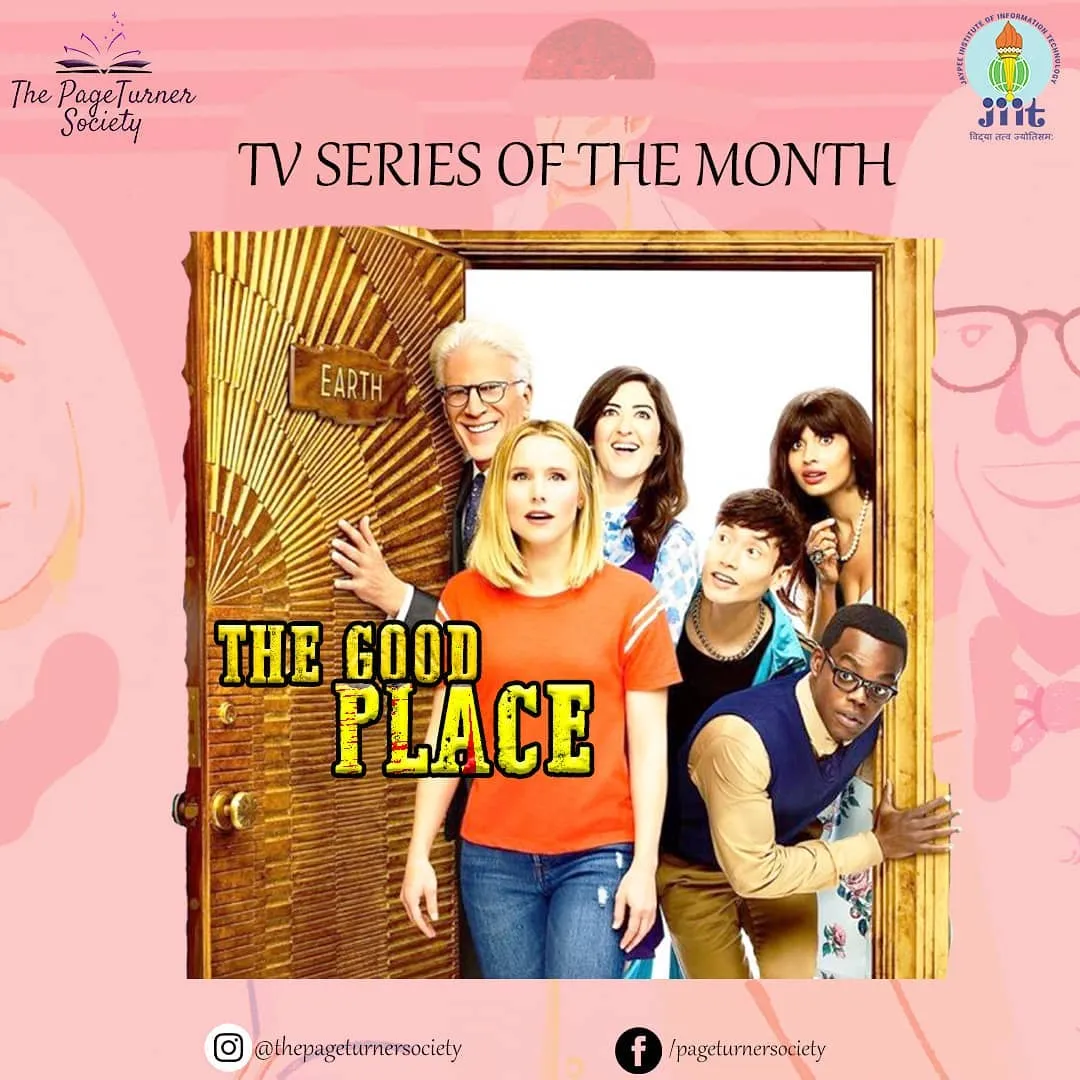 The PageTurner
Society
JAYPEE INSTITUTE OF INFORMATION TECHNOLOGY
jiit
विद्या तत्व ज्योतिसम:
TV SERIES OF THE MONTH
EARTH
THE GOOD
PLACE
@thepageturnersociety
/pageturnersociety